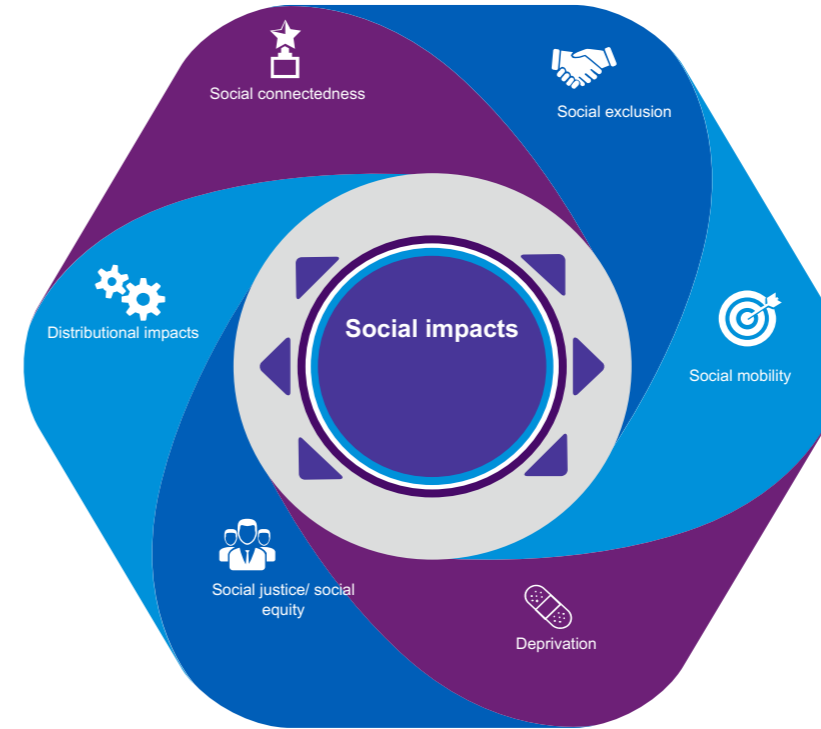 Social connectedness
Social exclusion
Social impacts
Distributional impacts
Social mobility
Social justice/ social
equity
Deprivation